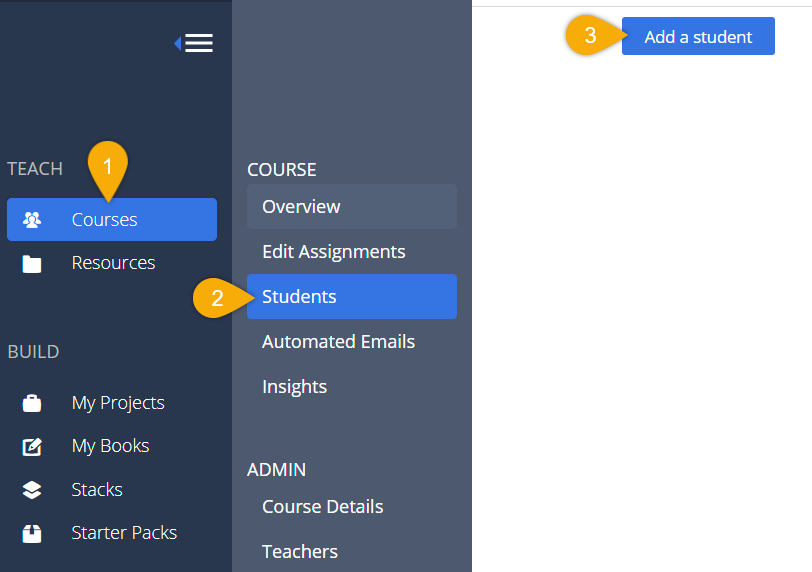 TEACH
1
Courses
Resources
BUILD
My Projects
My Books
Stacks
Starter Packs
COURSE
Overview
Edit Assignments
2
Students
Automated Emails
Insights
ADMIN
Course Details
Teachers
3
Add a student